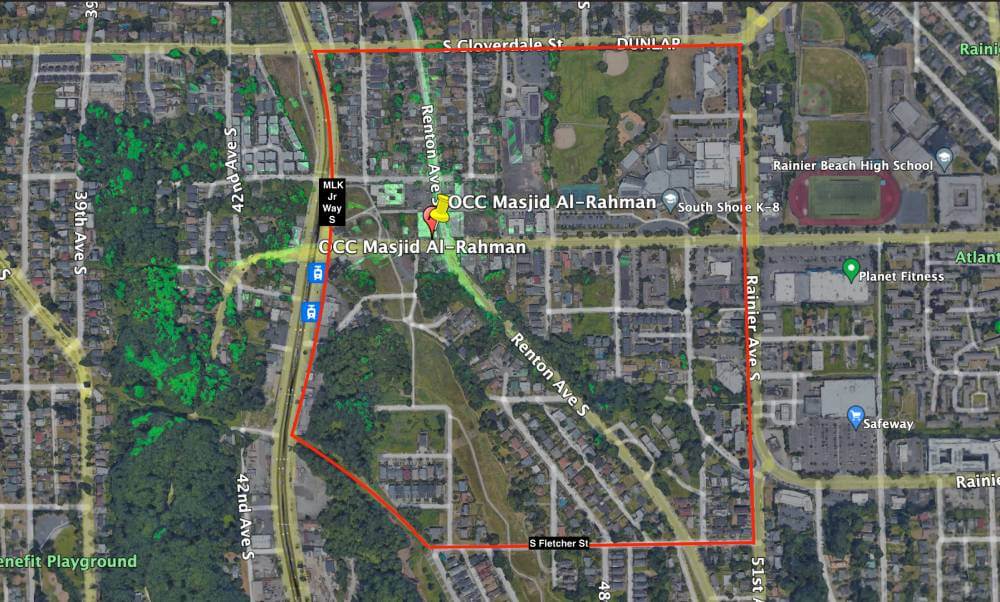 39
S
S Cloverdale St
DUNLAP
Raini
Renton Ave S
42nd Ave S
39th Ave S
MLK
Jr
Way
S
OCC Masjid Al-Rahman
South Shore K-8
Rainier Beach High School
OCC Masjid Al-Rahman
Atlant
Planet Fitness
S
Rainier Ave S
Renton Ave S
Safeway
42nd Ave S
Rainie
S Fletcher St
enefit Playground
48
51st A